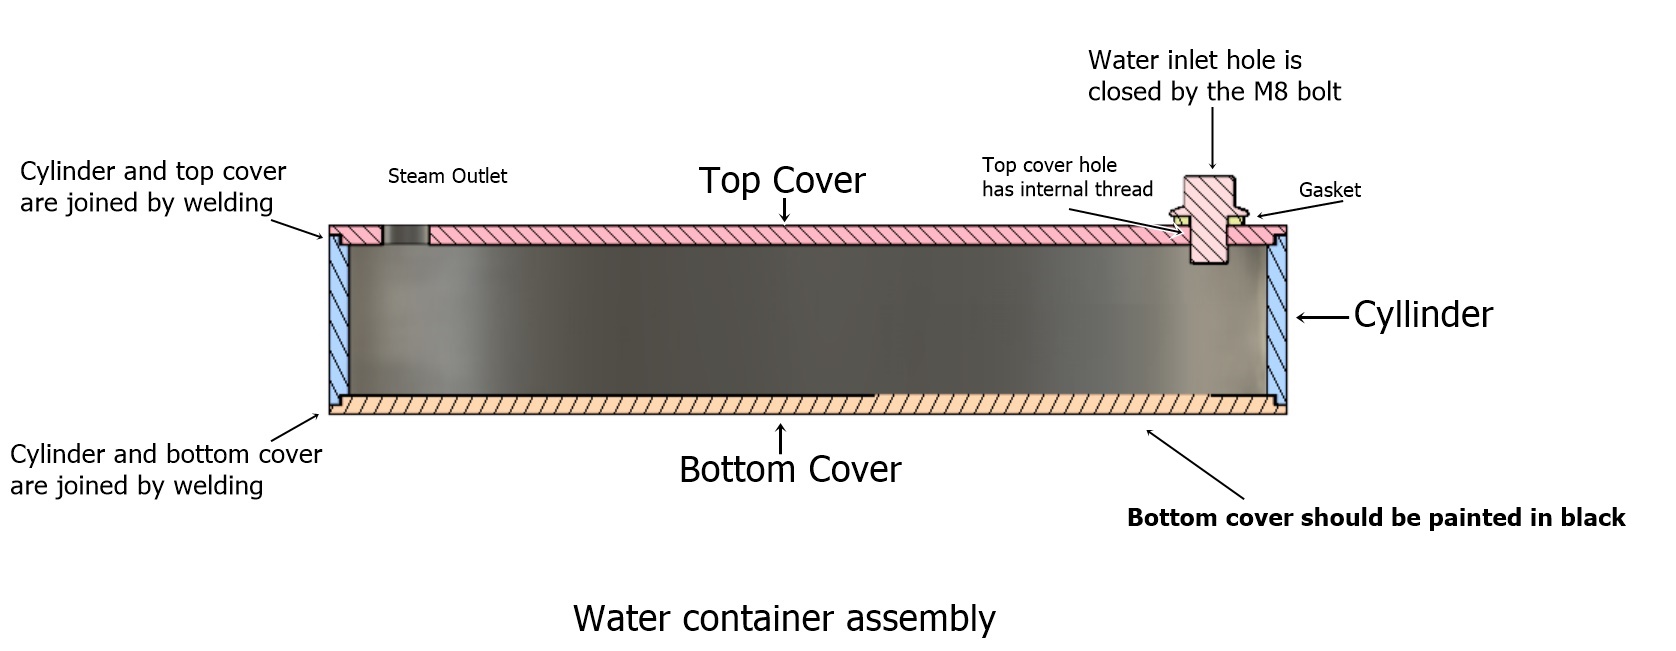 Water inlet hole is
closed by the M8 bolt
Cylinder and top cover
are joined by welding
Steam Outlet
Top Cover
Top cover hole
has internal thread
Gasket
Cyllinder
Cylinder and bottom cover
are joined by welding
Bottom Cover
Bottom cover should be painted in black
Water container assembly